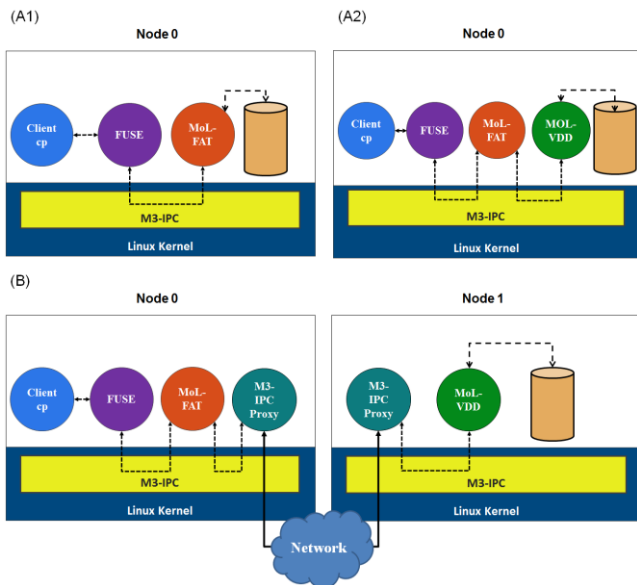 (A1)
Node 0
Client
cp
FUSE
MoL-
FAT
M3-IPC
Linux Kernel
(A2)
Node 0
Client
cp
FUSE
MoL-
FAT
MOL-
VDD
M3-IPC
Linux Kernel
(B)
Node 0
Client
cp
FUSE
MoL-
FAT
M3-
IPC
Proxy
M3-IPC
Linux Kernel
Node 1
M3-
IPC
Proxy
MoL-
VDD
M3-IPC
Linux Kernel
Network